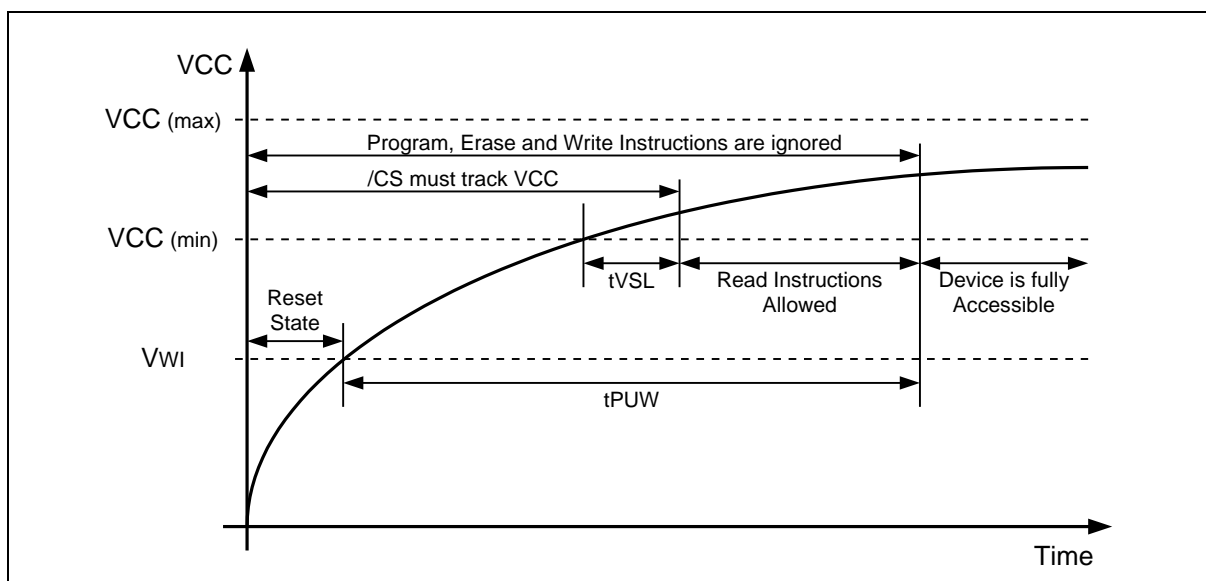 VCC
VCC (max)
Program, Erase and Write Instructions are ignored
/CS must track VCC
VCC (min)
tVSL
Read Instructions
Allowed
Device is fully
Accessible
Reset
State
VWI
tPUW
Time